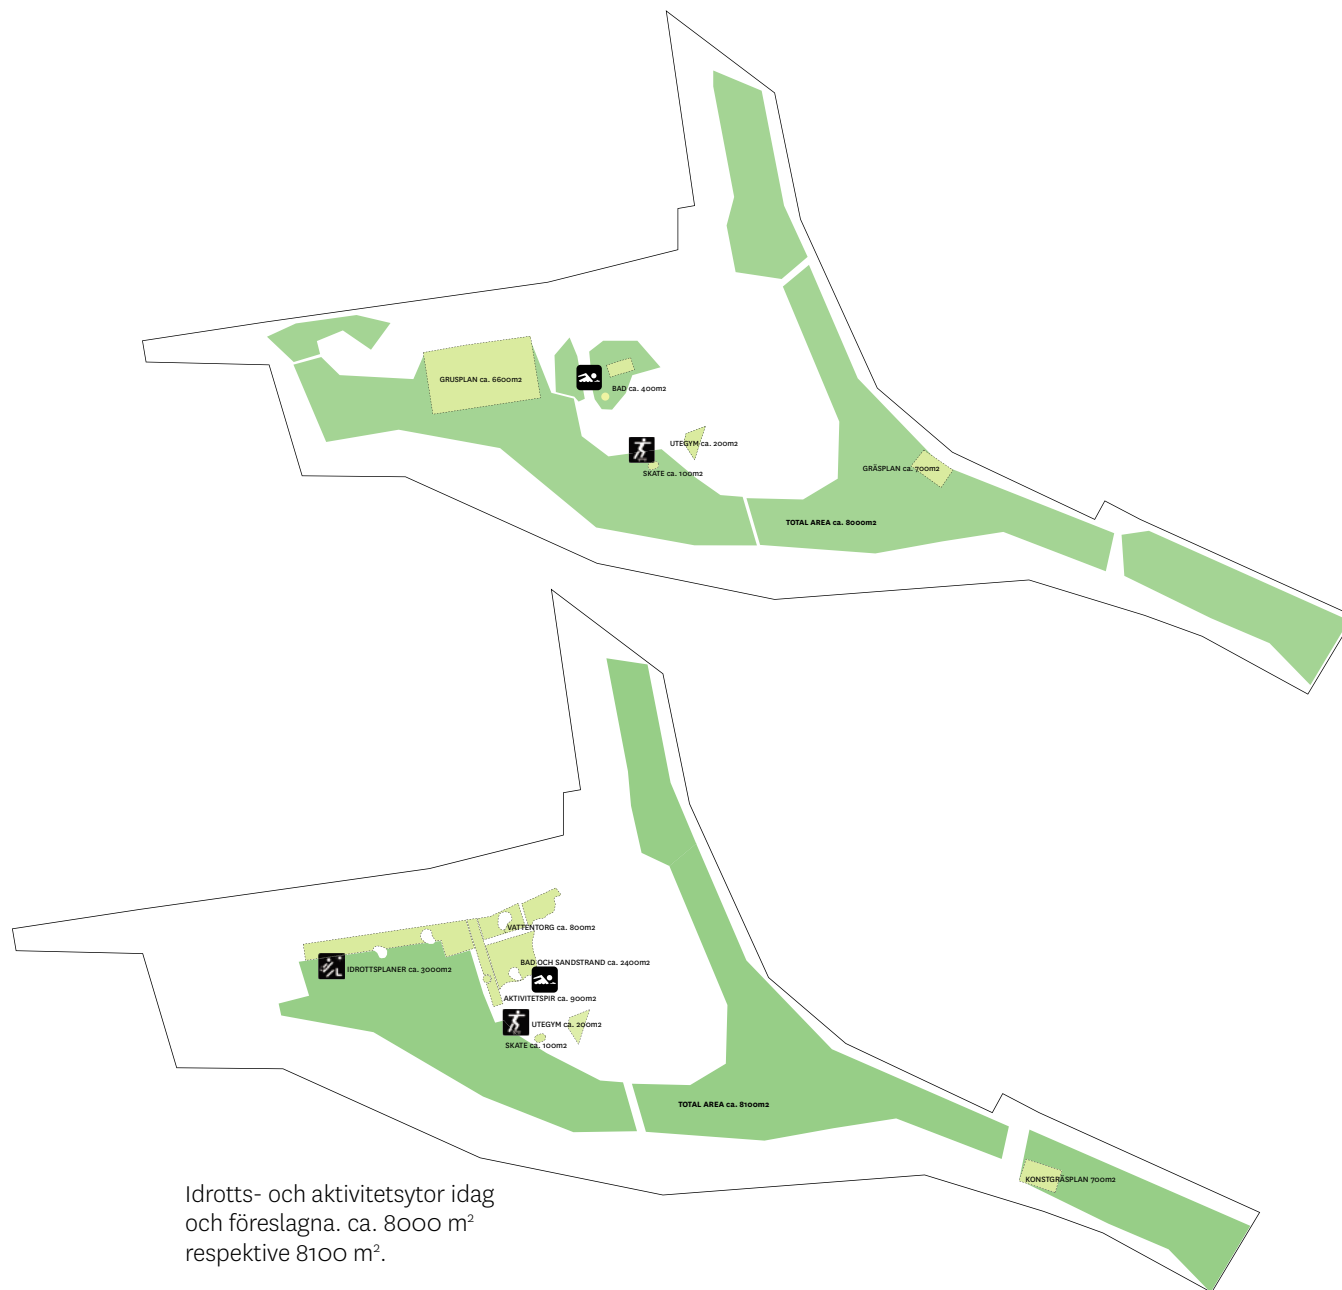 GRUSPLAN ca. 6600m2
BAD ca. 400m2
UTEGYM ca. 200m2
SKATE ca. 100m2
GRÄSPLAN ca. 700m2
TOTAL AREA ca. 8000m2
VATTENTORG ca. 800m2
BAD OCH SANDSTRAND ca. 2400m2
IDROTTSPLANER ca. 3000m2
AKTIVITETSPIR ca. 900m2
UTEGYM ca. 200m2
SKATE ca. 100m2
TOTAL AREA ca. 8100m2
KONSTGRÄSPLAN 700m2
Idrotts- och aktivitetsytor idag
och föreslagna. ca. 8000 m²
respektive 8100 m².